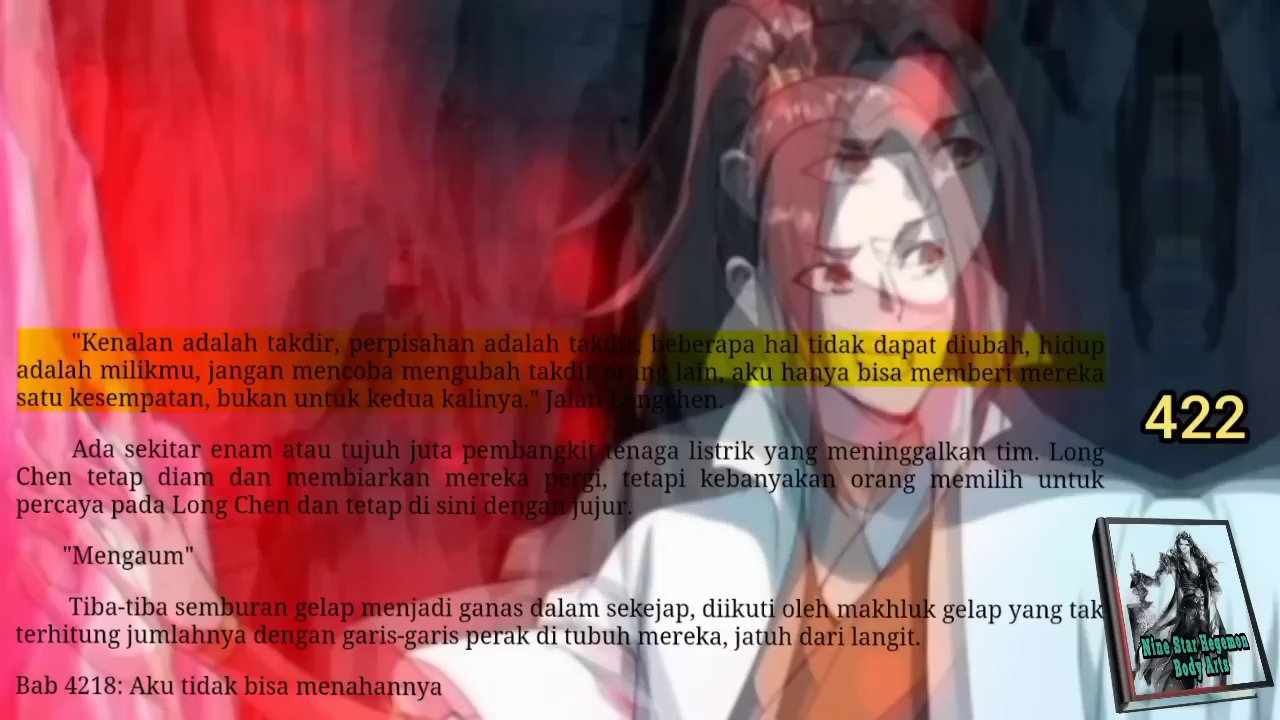 "Kenalan adalah takdir, perpisahan adalah takdir, beberapa hal tidak dapat diubah, hidup
adalah milikmu, jangan mencoba mengubah takdir orang lain, aku hanya bisa memberi mereka
satu kesempatan, bukan untuk kedua kalinya." Jalan Longchen.
Ada sekitar enam atau tujuh juta pembangkit tenaga listrik yang meninggalkan tim. Long
Chen tetap diam dan membiarkan mereka pergi, tetapi kebanyakan orang memilih untuk
percaya pada Long Chen dan tetap di sini dengan jujur.
"Mengaum"
Tiba-tiba semburan gelap menjadi ganas dalam sekejap, diikuti oleh makhluk gelap yang tak
terhitung jumlahnya dengan garis-garis perak di tubuh mereka, jatuh dari langit.
Bab 4218: Aku tidak bisa menahannya
422
Nine Star Hegemon
Body Arts